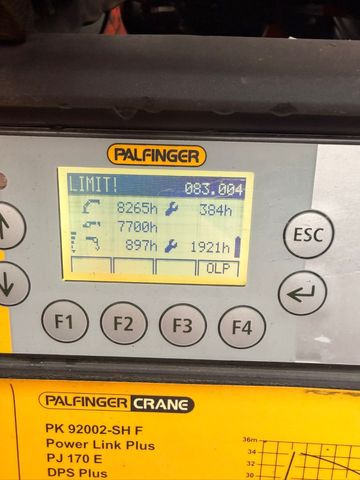 PALFINGER
LIMIT! 083.004
8265h 384h
7700h
897h 1921h
OLP
ESC
F1 F2 F3 F4
PALFINGER CRANE
PK 92002-SH F
Power Link Plus
PJ 170 E
DPS Plus
36m
34
32
30